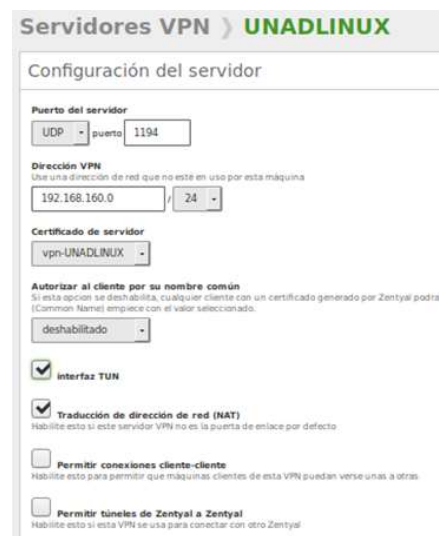 Servidores VPN ⟩ UNADLINUX
Configuración del servidor
Puerto del servidor
UDP puerto 1194
Dirección VPN
Use una dirección de red que no esté en uso por esta máquina
192.168.160.0 / 24
Certificado de servidor
vpn-UNADLINUX
Autorizar al cliente por su nombre común
Si esta opcion se deshabilita, cualquier cliente con un certificado generado por Zentyal podra
(Common Name) empiece con el valor seleccionado.
deshabilitado
interfaz TUN
Traducción de dirección de red (NAT)
Habilite esto si este servidor VPN no es la puerta de enlace por defecto
Permitir conexiones cliente-cliente
Habilite esto para permitir que máquinas clientes de esta VPN puedan verse unas a otras
Permitir túneles de Zentyal a Zentyal
Habilite esto si esta VPN se usa para conectar con otro Zentyal